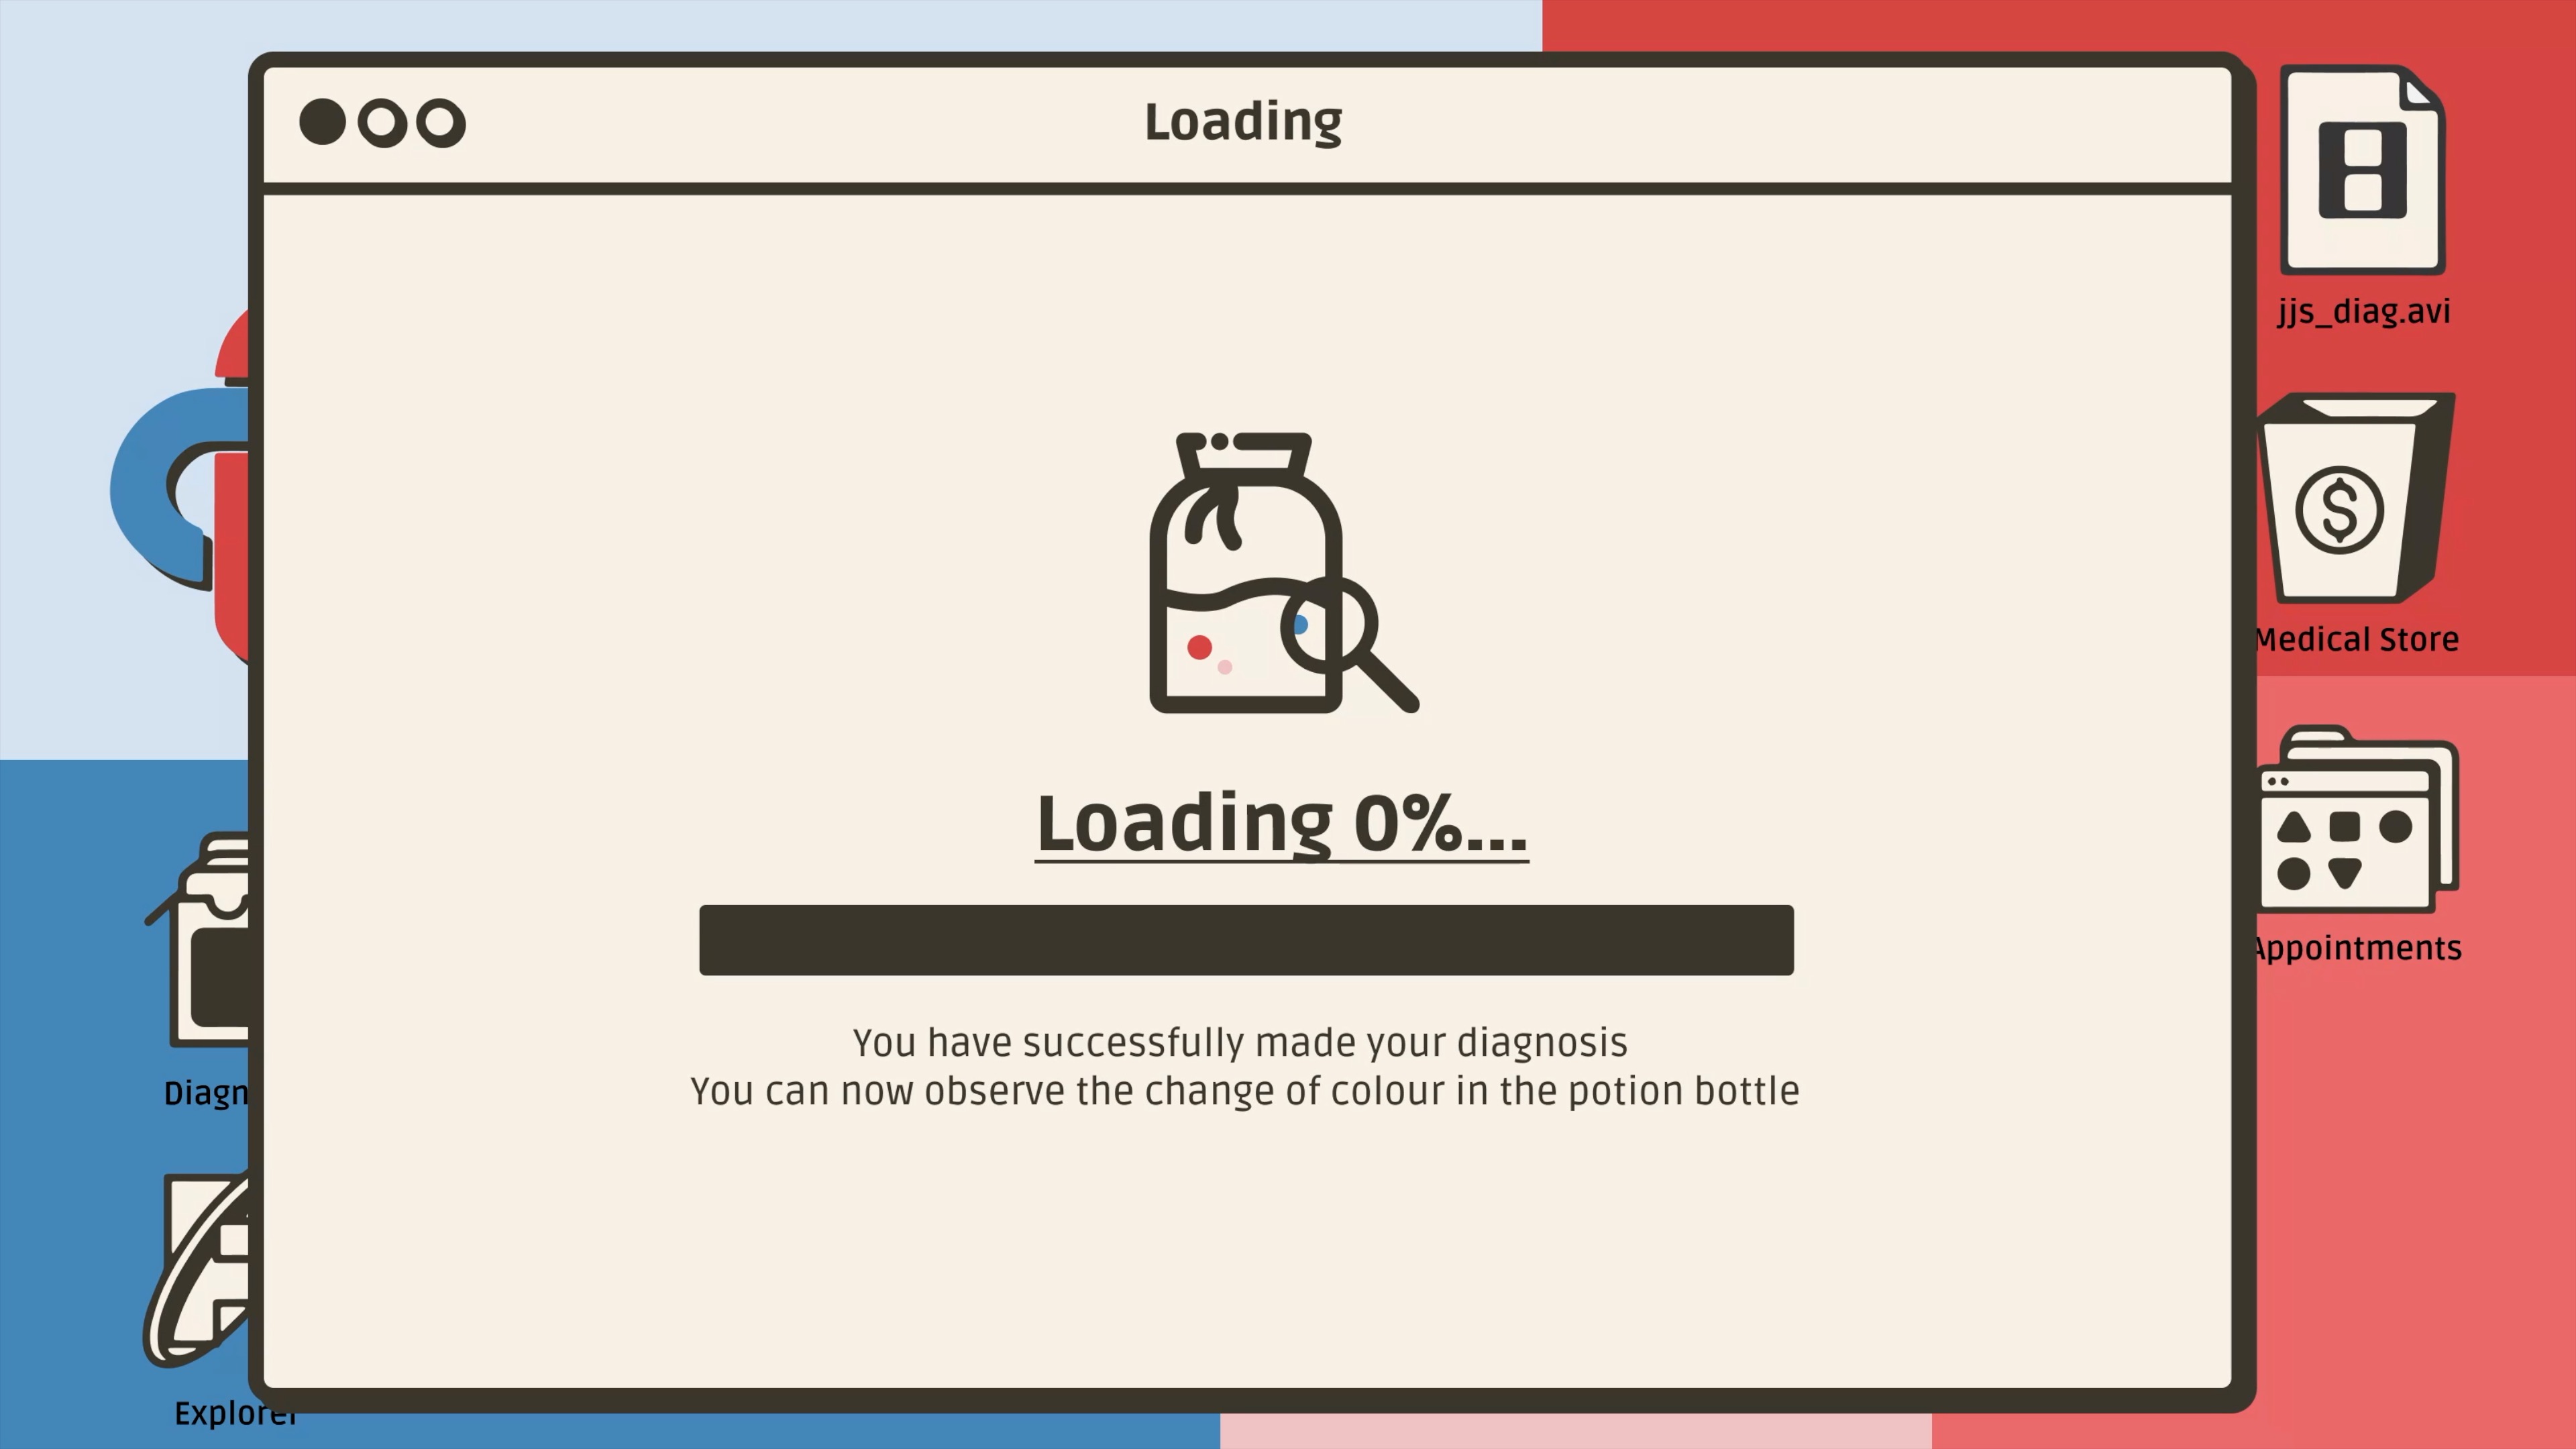 Loading
jjs_diag.avi
Medical Store
Loading 0%...
Appointments
You have successfully made your diagnosis
You can now observe the change of colour in the potion bottle
Diagn
Explorer